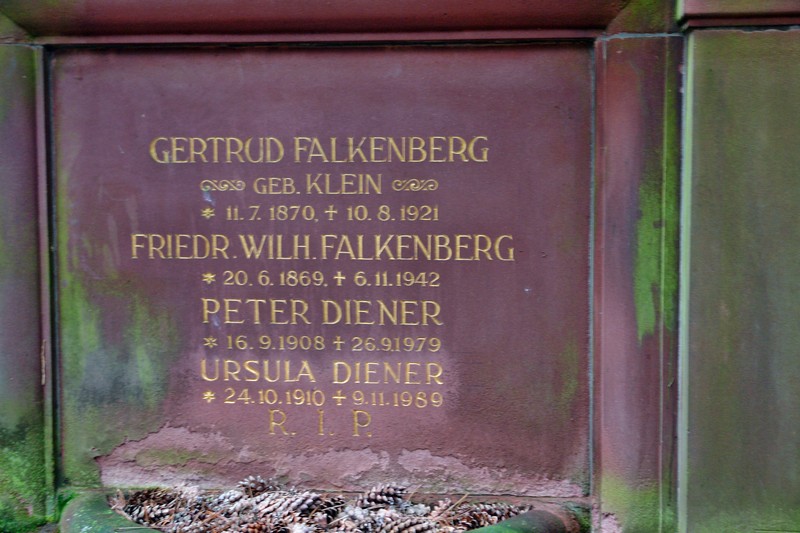 GERTRUD FALKENBERG
GEB. KLEIN
* 11. 7. 1870, ✝ 10. 8. 1921
FRIEDR. WILH. FALKENBERG
* 20. 6. 1869, ✝ 6. 11. 1942
PETER DIENER
* 16. 9. 1908 ✝ 26.9.1979
URSULA DIENER
* 24.10. 1910 ✝ 9.11.1989
R. I. P.